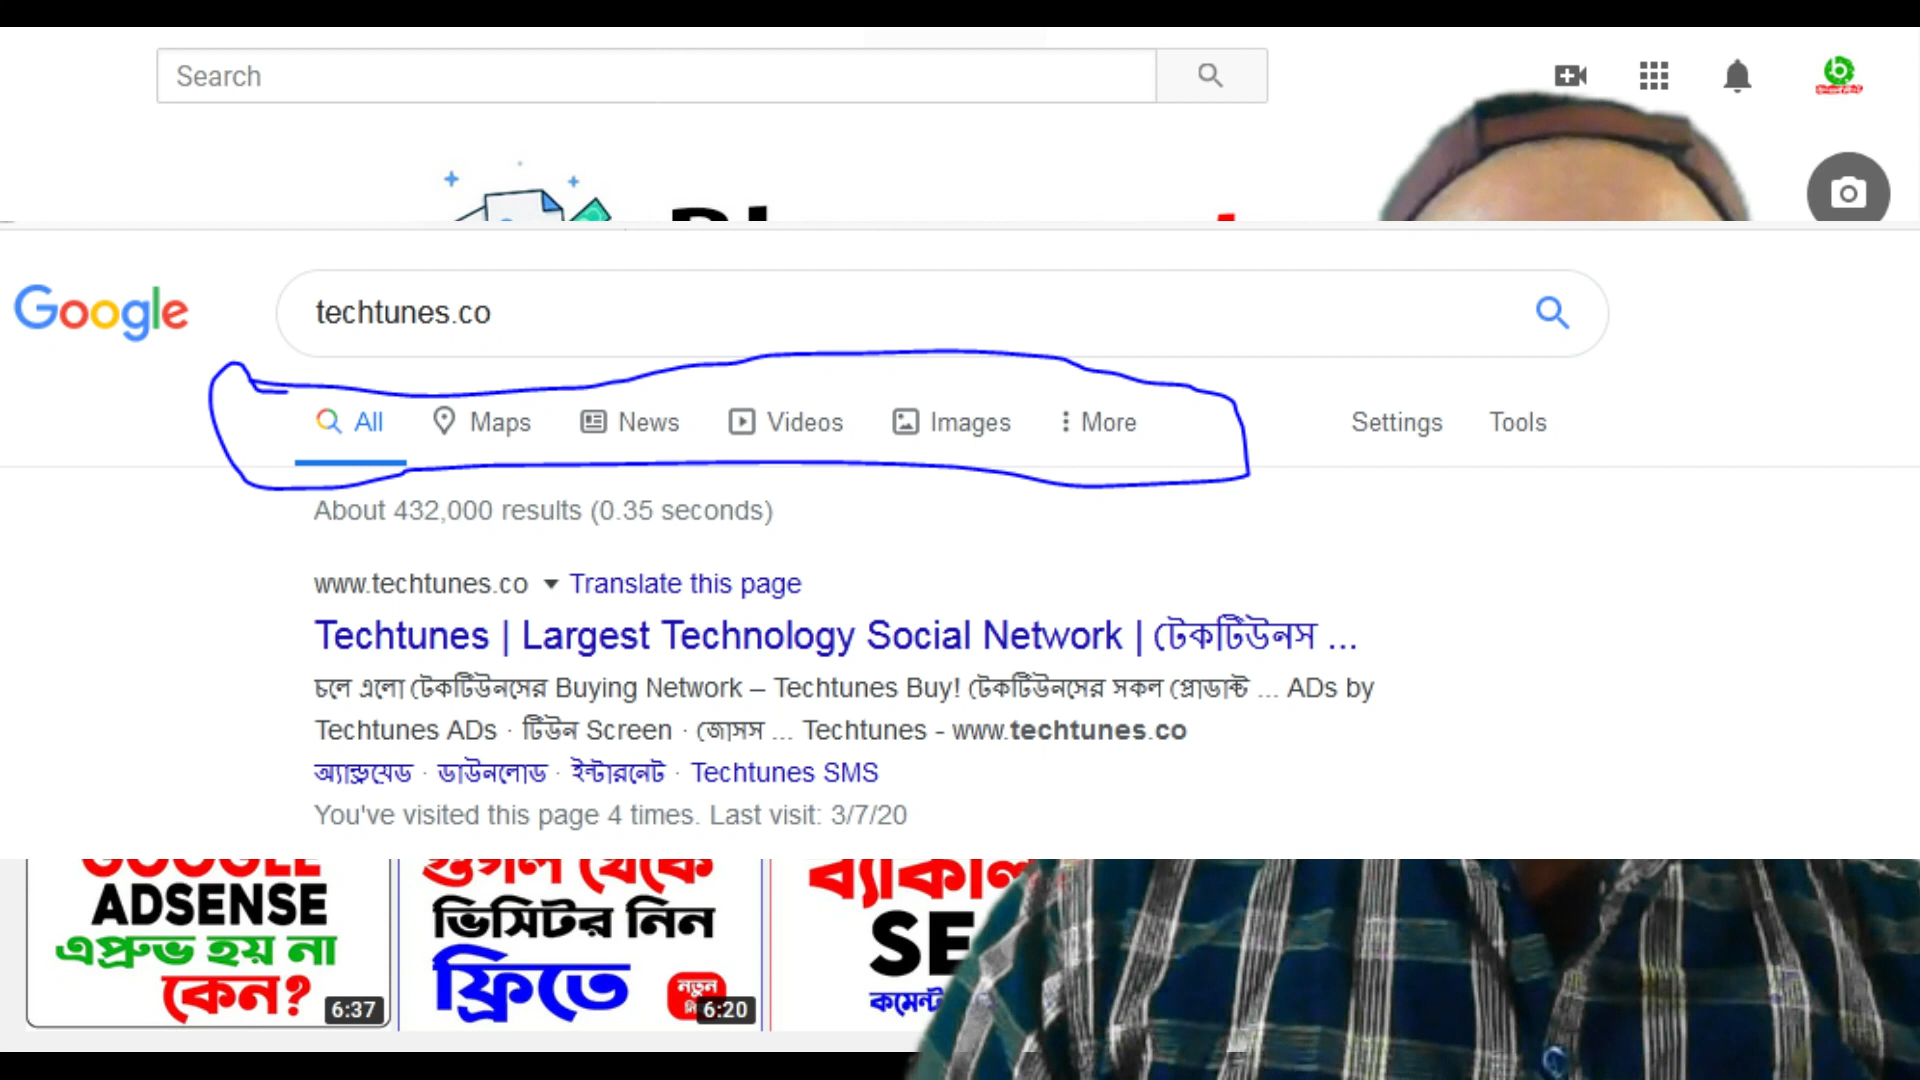 Search
Google
techtunes.co
All Maps News Videos Images More Settings Tools
About 432,000 results (0.35 seconds)
www.techtunes.co Translate this page
Techtunes | Largest Technology Social Network | টেকটিউনস ...
চলে এলো টেকটিউনসের Buying Network – Techtunes Buy! টেকটিউনসের সকল প্রোডাক্ট ... ADs by
Techtunes ADs · টিউন Screen · জোসস ... Techtunes - www.techtunes.co
অ্যান্ড্রয়েড · ডাউনলোড · ইন্টারনেট · Techtunes SMS
You've visited this page 4 times. Last visit: 3/7/20
GOOGLE
ADSENSE
এপ্রুভ হয় না
কেন?
6:37
গুগল থেকে
ভিসিটর নিন
ফ্রিতে
নতুন
6:20
SE
কমেন্ট